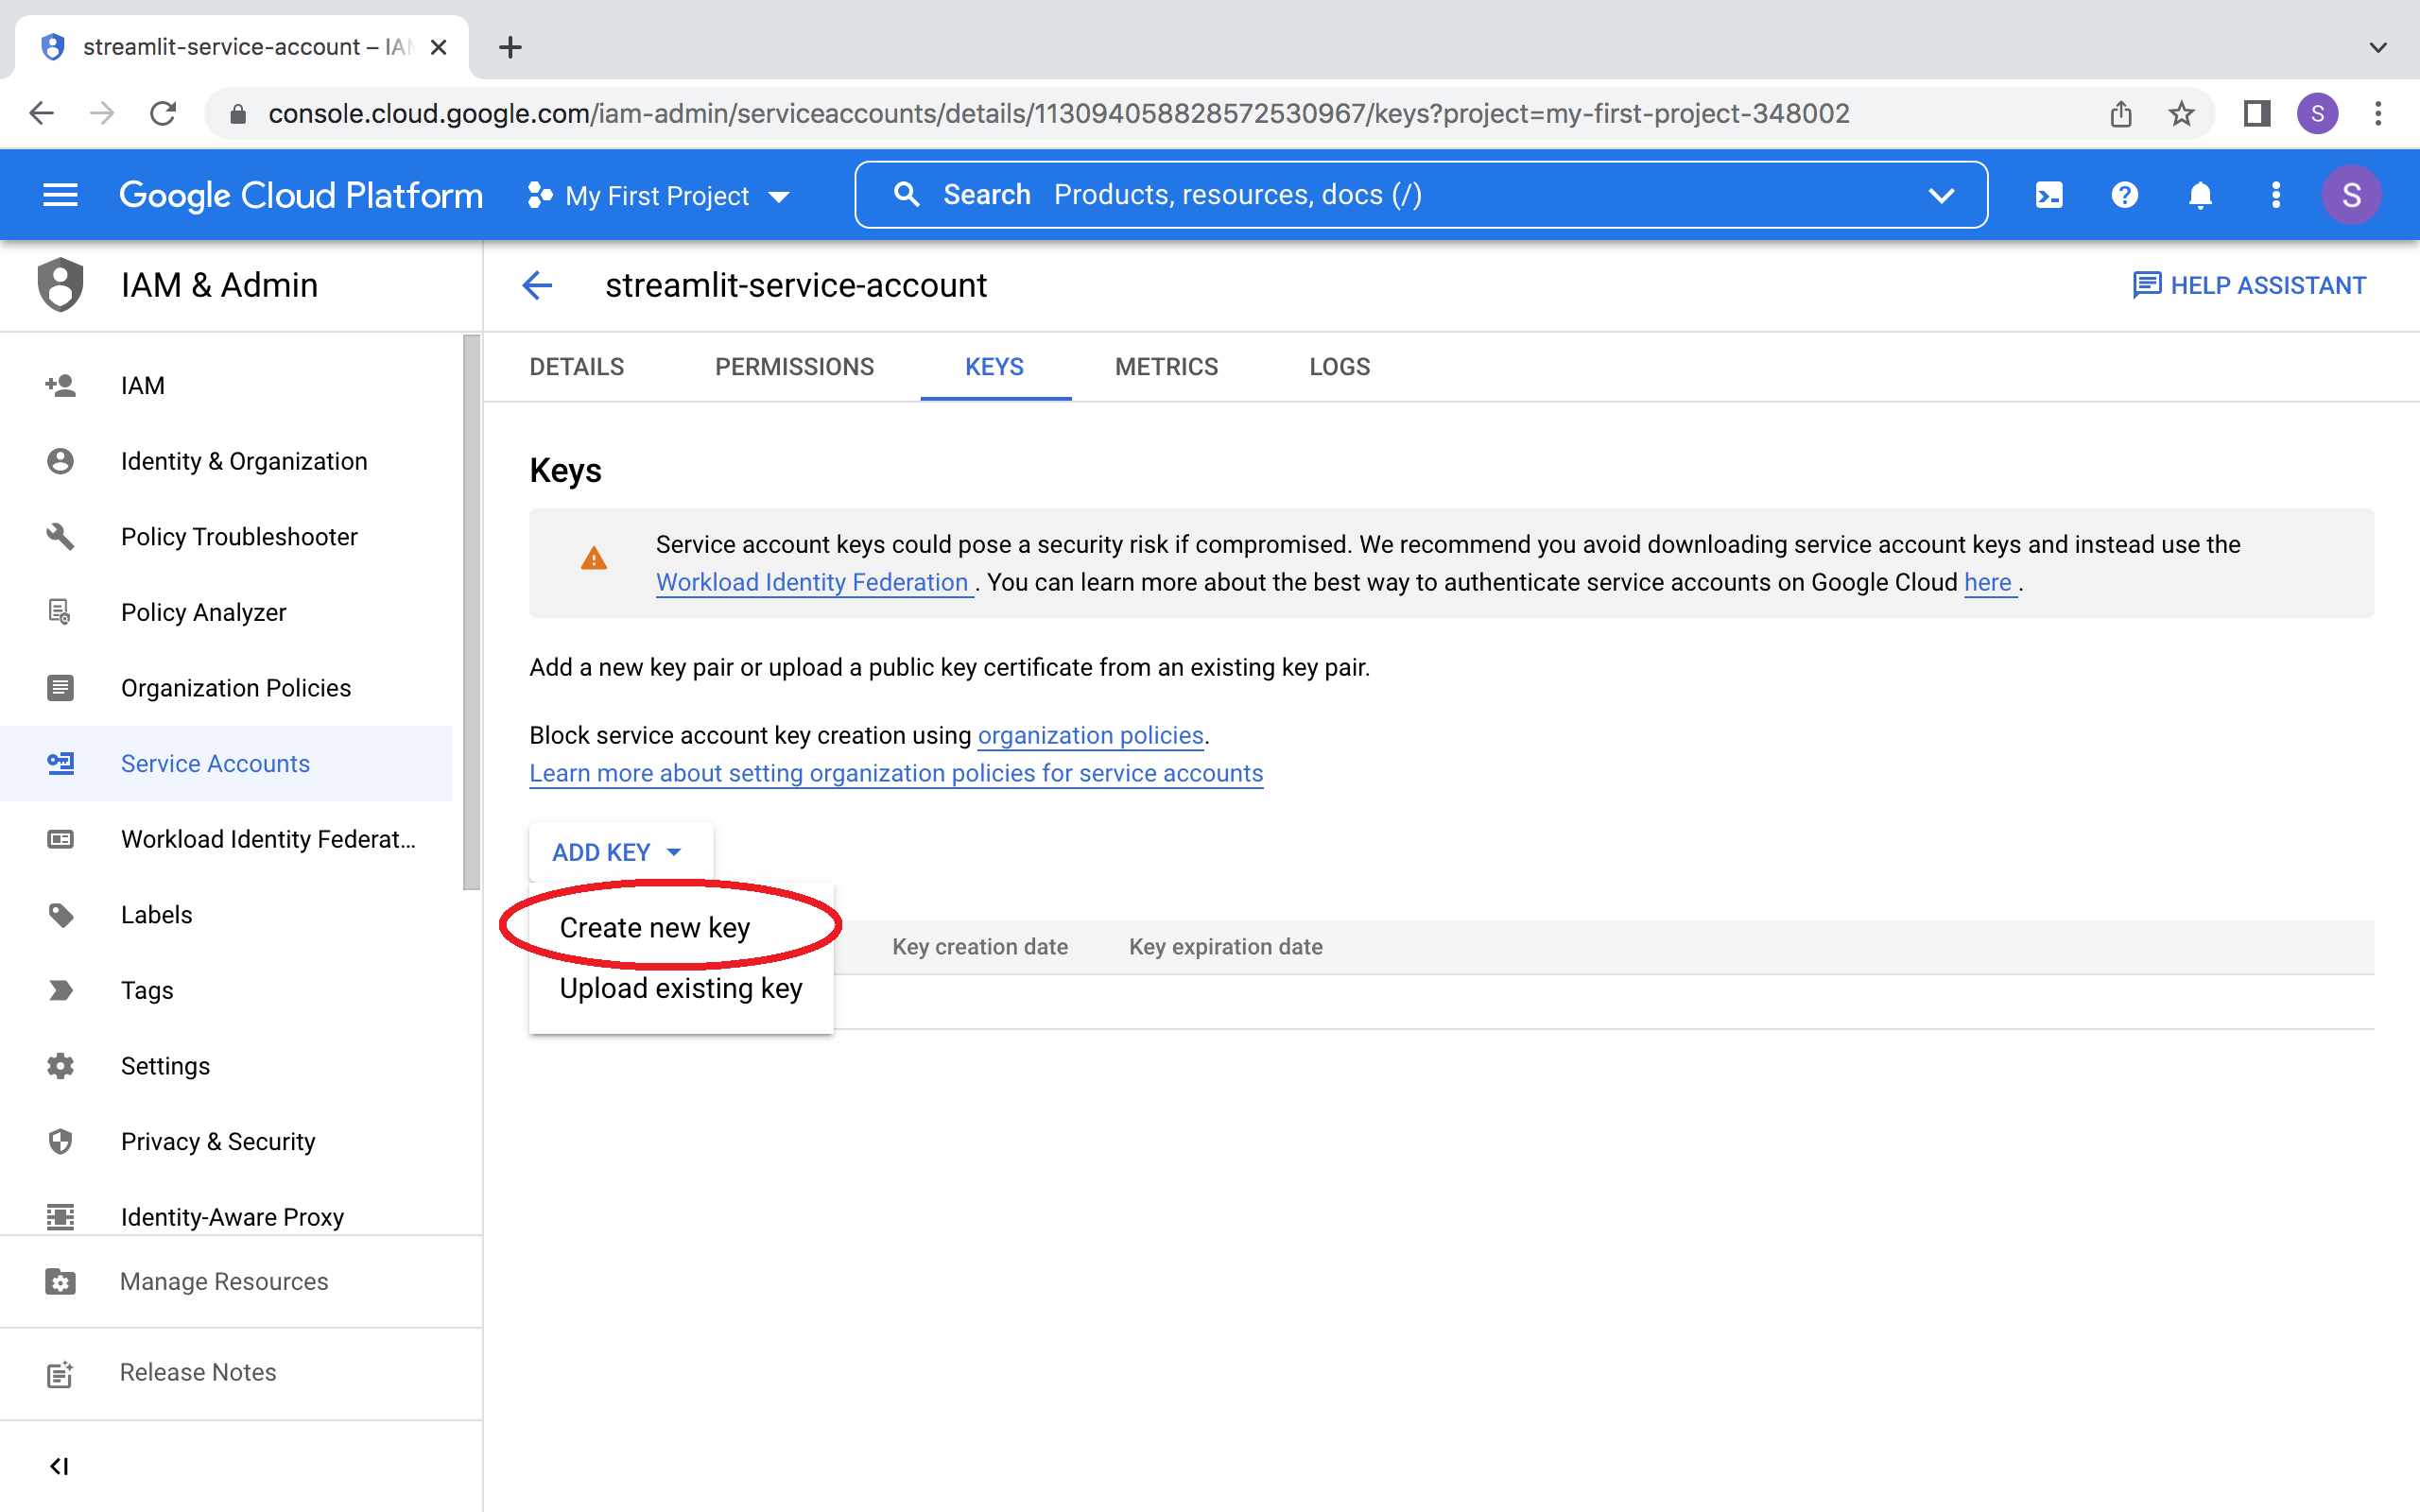 streamlit-service-account – IAM
console.cloud.google.com/iam-admin/serviceaccounts/details/113094058828572530967/keys?project=my-first-project-348002
S
Google Cloud Platform
My First Project
Search Products, resources, docs (/)
S
IAM & Admin
streamlit-service-account
HELP ASSISTANT
DETAILS
PERMISSIONS
KEYS
METRICS
LOGS
IAM
Identity & Organization
Policy Troubleshooter
Policy Analyzer
Organization Policies
Service Accounts
Workload Identity Federat...
Labels
Tags
Settings
Privacy & Security
Identity-Aware Proxy
Manage Resources
Release Notes
Keys
Service account keys could pose a security risk if compromised. We recommend you avoid downloading service account keys and instead use the
Workload Identity Federation . You can learn more about the best way to authenticate service accounts on Google Cloud here .
Add a new key pair or upload a public key certificate from an existing key pair.
Block service account key creation using organization policies.
Learn more about setting organization policies for service accounts
ADD KEY
Create new key
Upload existing key
Key creation date
Key expiration date